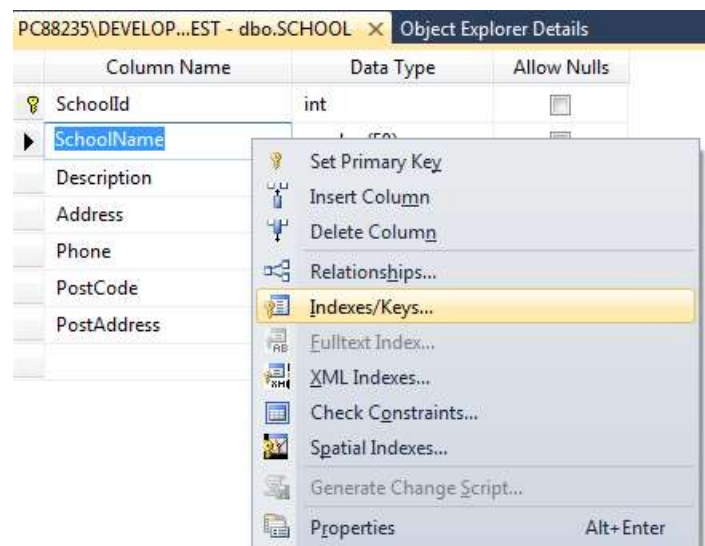 PC88235\DEVELOP...EST - dbo.SCHOOL Object Explorer Details
Column Name Data Type Allow Nulls
SchoolId int
SchoolName
Description
Address
Phone
PostCode
PostAddress
Set Primary Key
Insert Column
Delete Column
Relationships...
Indexes/Keys...
Fulltext Index...
XML Indexes...
Check Constraints...
Spatial Indexes...
Generate Change Script...
Properties Alt+Enter